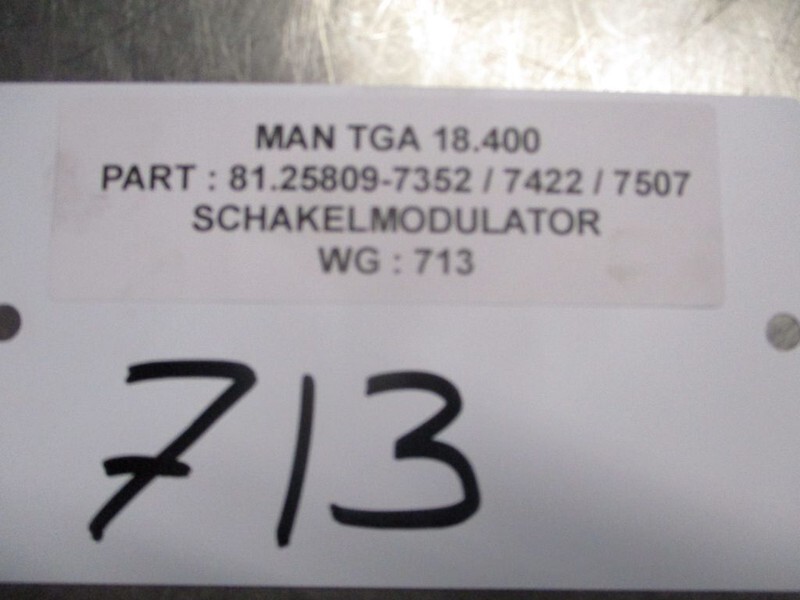 MAN TGA 18.400
PART : 81.25809-7352 / 7422 / 7507
SCHAKELMODULATOR
WG : 713
713